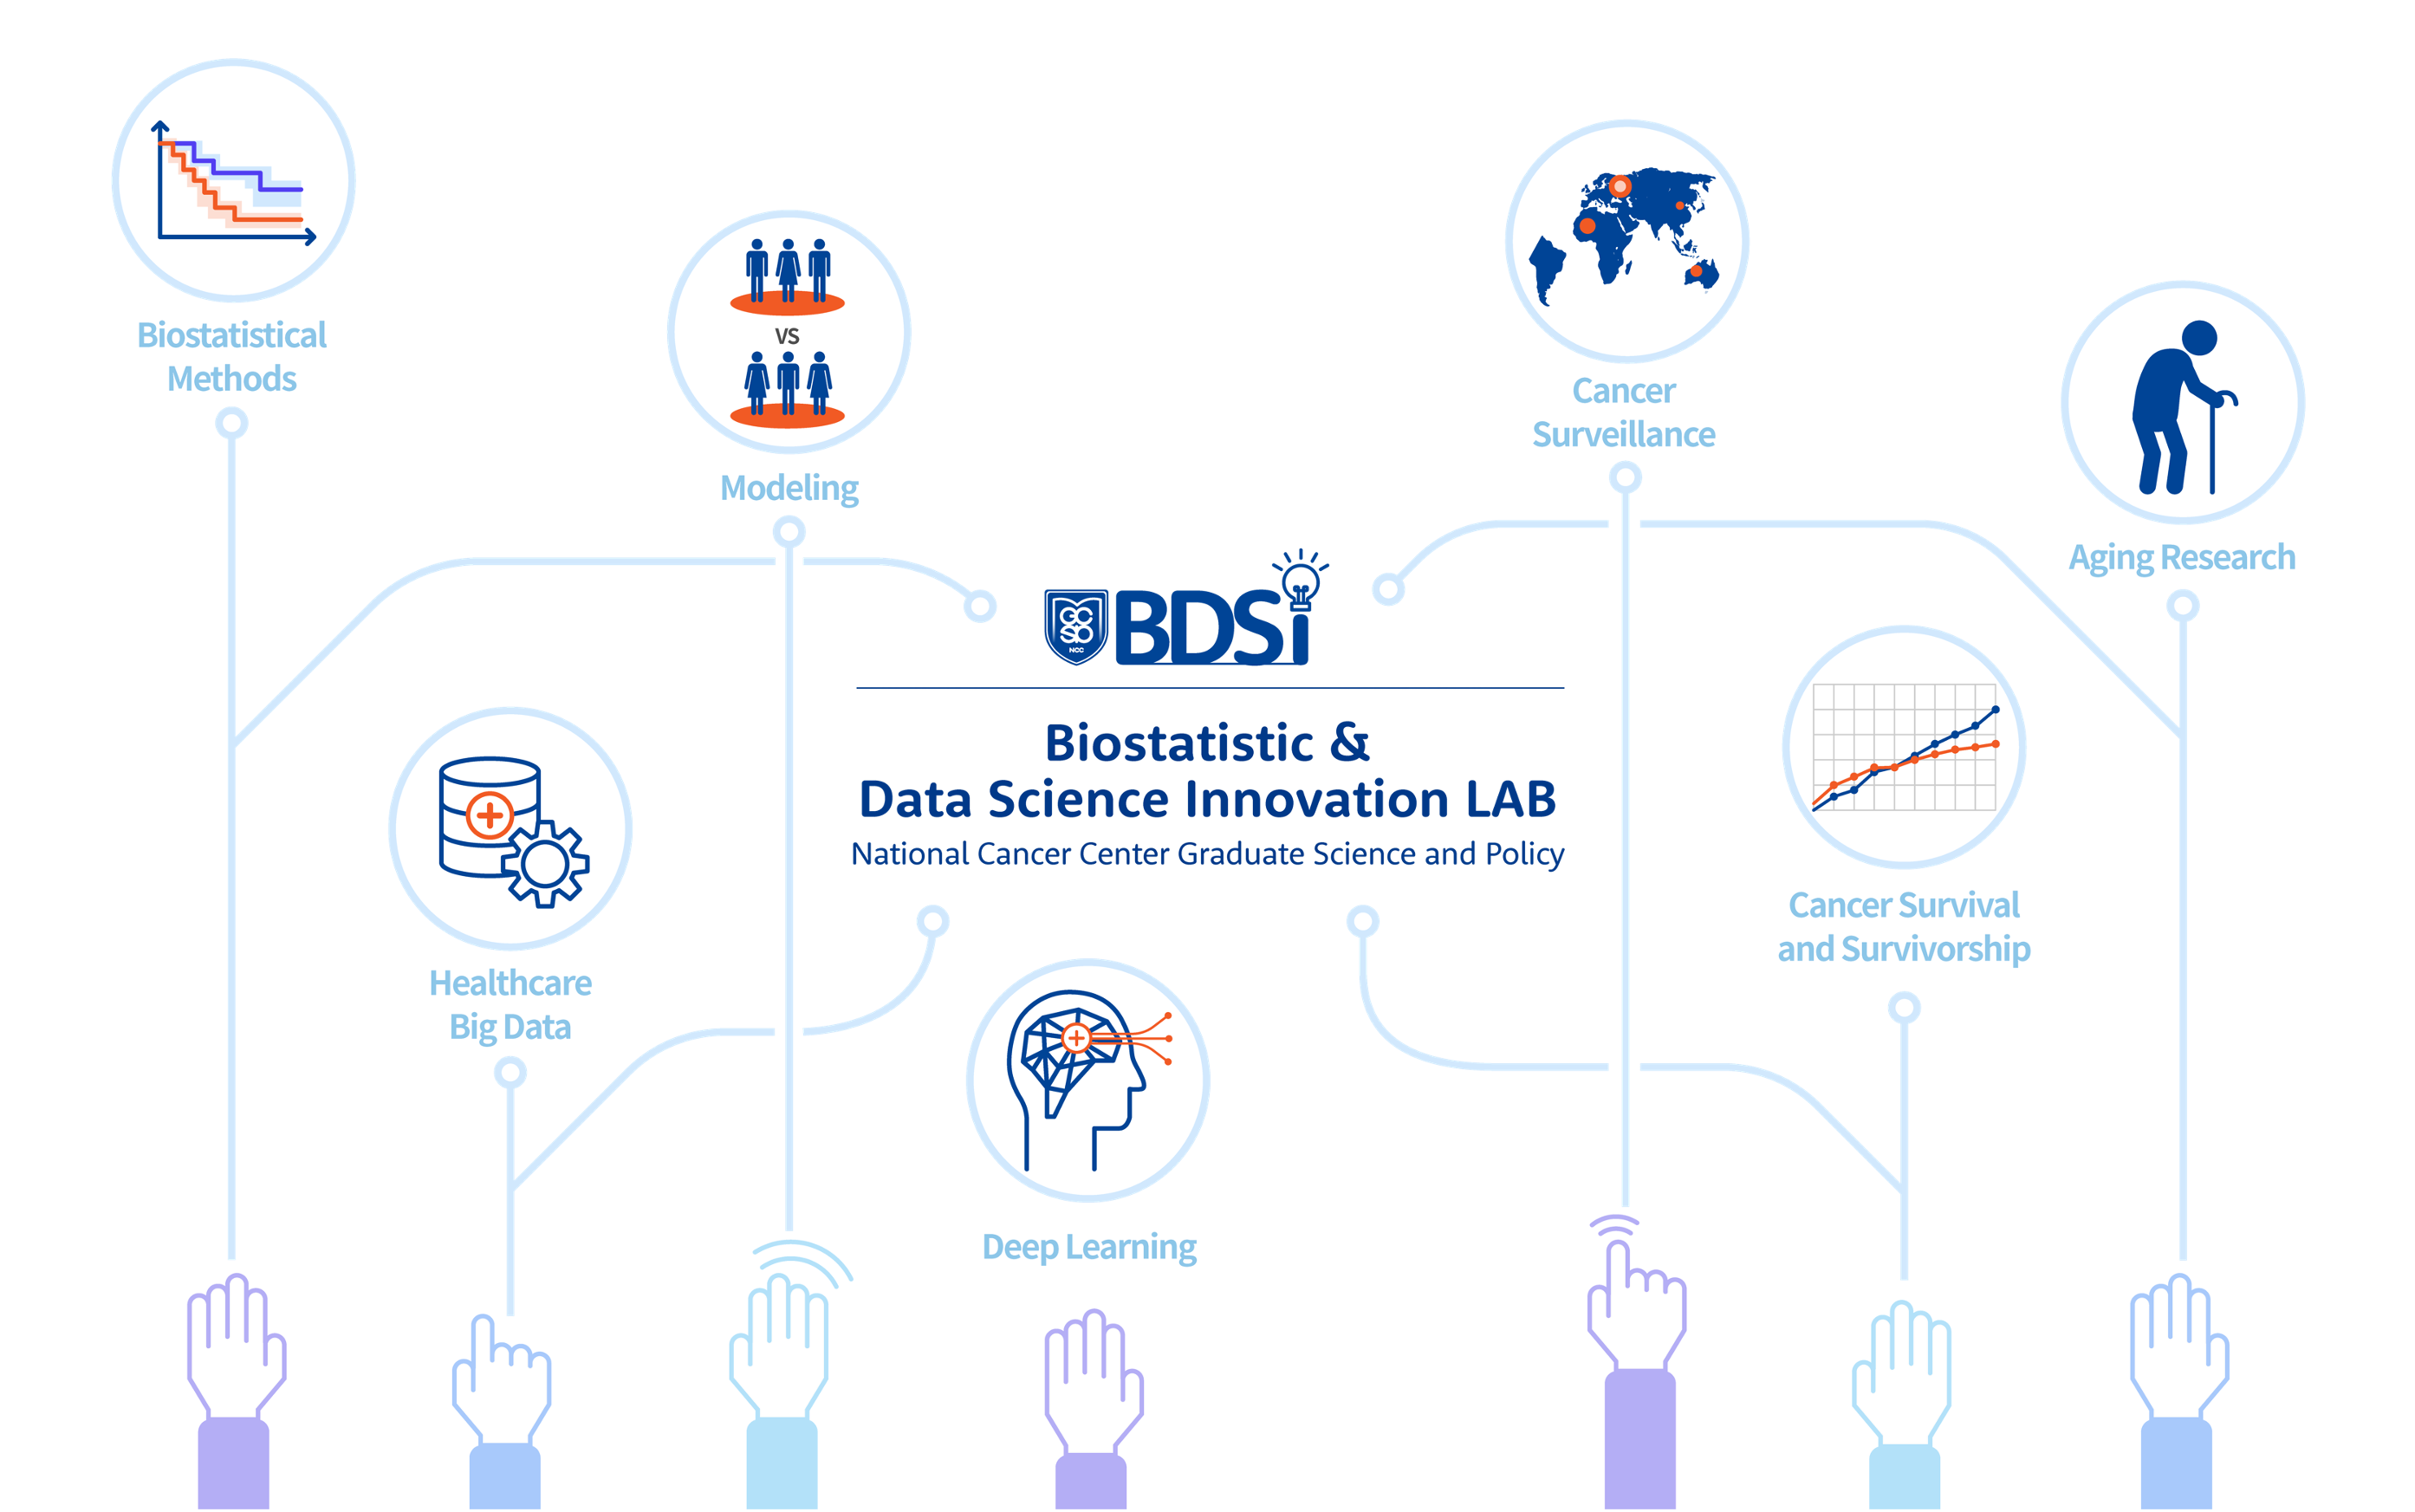 Biostatistical
Methods
VS
Modeling
Cancer
Surveillance
Aging Research
NCC
BDSi
Biostatistic &
Data Science Innovation LAB
National Cancer Center Graduate Science and Policy
Healthcare
Big Data
Cancer Survival
and Survivorship
Deep Learning